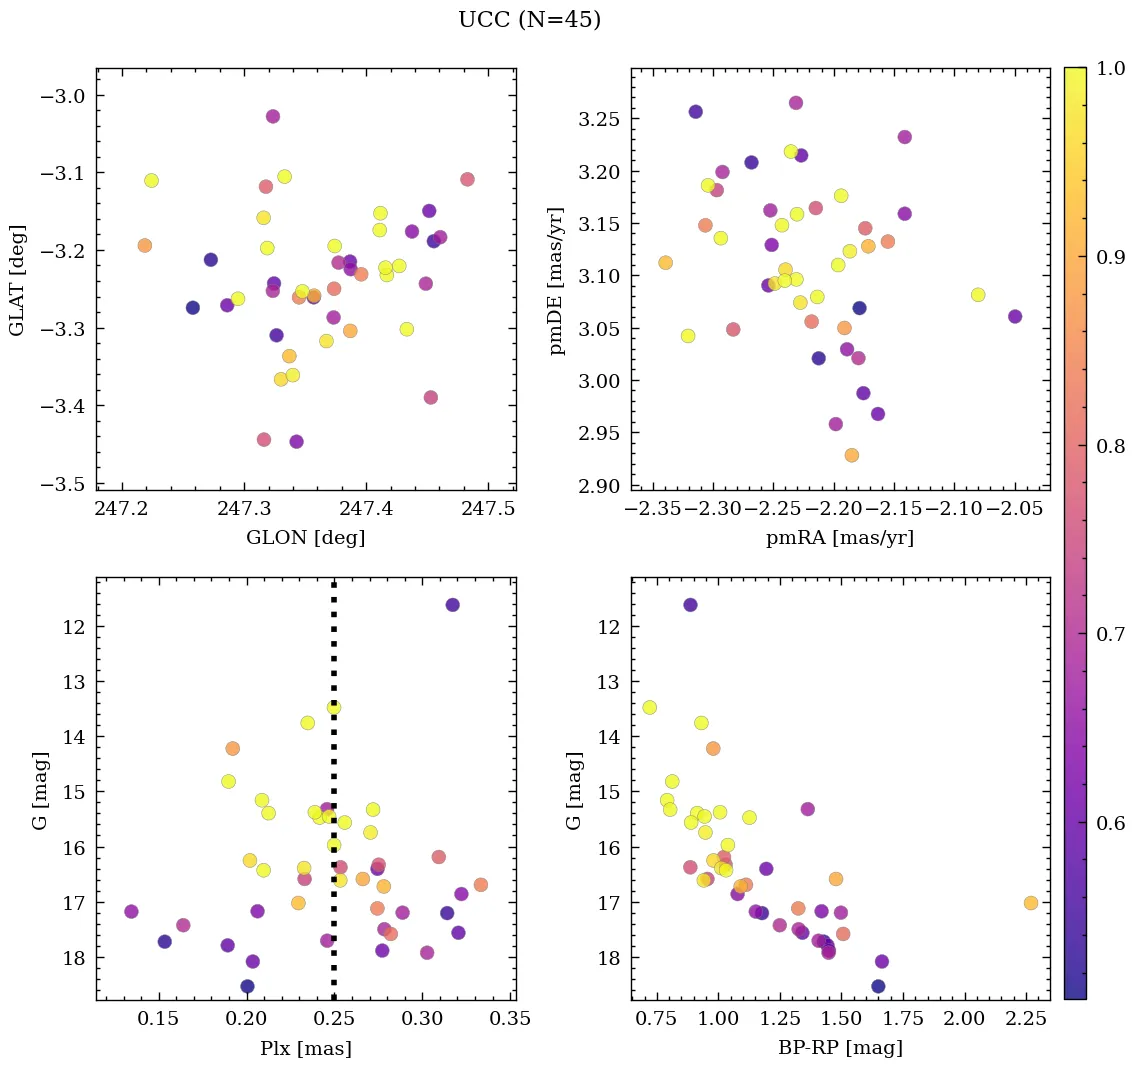 UCC (N=45)
−3.0
−3.1
−3.2
−3.3
−3.4
−3.5
GLAT [deg]
247.2 247.3 247.4 247.5
GLON [deg]
3.25
3.20
3.15
3.10
3.05
3.00
2.95
2.90
pmDE [mas/yr]
−2.35 −2.30 −2.25 −2.20 −2.15 −2.10 −2.05
pmRA [mas/yr]
12
13
14
15
16
17
18
G [mag]
0.15 0.20 0.25 0.30 0.35
Plx [mas]
12
13
14
15
16
17
18
G [mag]
0.75 1.00 1.25 1.50 1.75 2.00 2.25
BP-RP [mag]
1.0
0.9
0.8
0.7
0.6